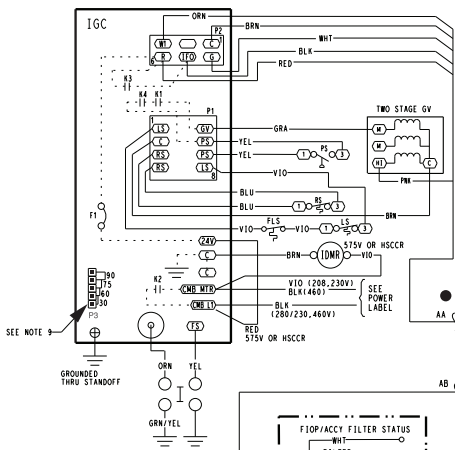 IGC
ORN
BRN
P2
WHT
BLK
RED
W1
C
1
R
IFO
G
6
K3
K4 K1
P1
TWO STAGE GV
1
LS
GV
GRA
M
C
PS
YEL
PS
1
3
M
RS
PS
YEL
HI
C
RS
LS
VIO
PNK
8
BLU
RS
BLU
1
3
BRN
F1
VIO
FLS
VIO
1
LS
3
24V
575V OR HSCCR
C
BRN
IDMR
VIO
C
90
75
60
30
K2
CMB MTR
VIO (208,230V)
BLK(460)
SEE
POWER
LABEL
CMB L1
BLK
(280/230,460V)
P3
SEE NOTE 9
FS
RED
575V OR HSCCR
AA
GROUNDED
THRU STANDOFF
ORN
YEL
AB
GRN/YEL
FIOP/ACCY FILTER STATUS
WHT